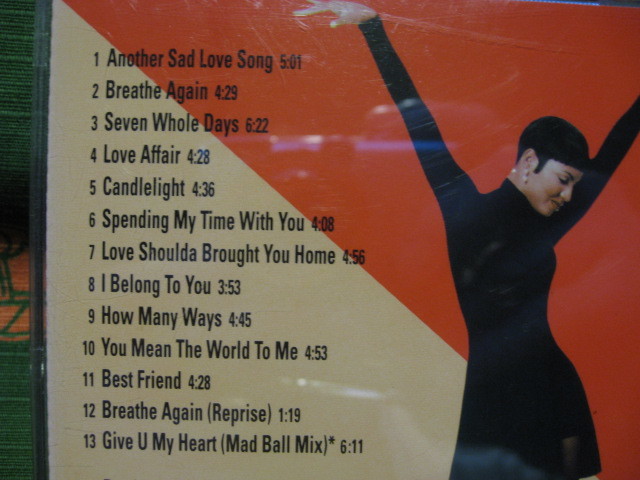 1 Another Sad Love Song 5:01
2 Breathe Again 4:29
3 Seven Whole Days 6:22
4 Love Affair 4:28
5 Candlelight 4:36
6 Spending My Time With You 4:08
7 Love Shoulda Brought You Home 4:56
8 I Belong To You 3:53
9 How Many Ways 4:45
10 You Mean The World To Me 4:53
11 Best Friend 4:28
12 Breathe Again (Reprise) 1:19
13 Give U My Heart (Mad Ball Mix)* 6:11